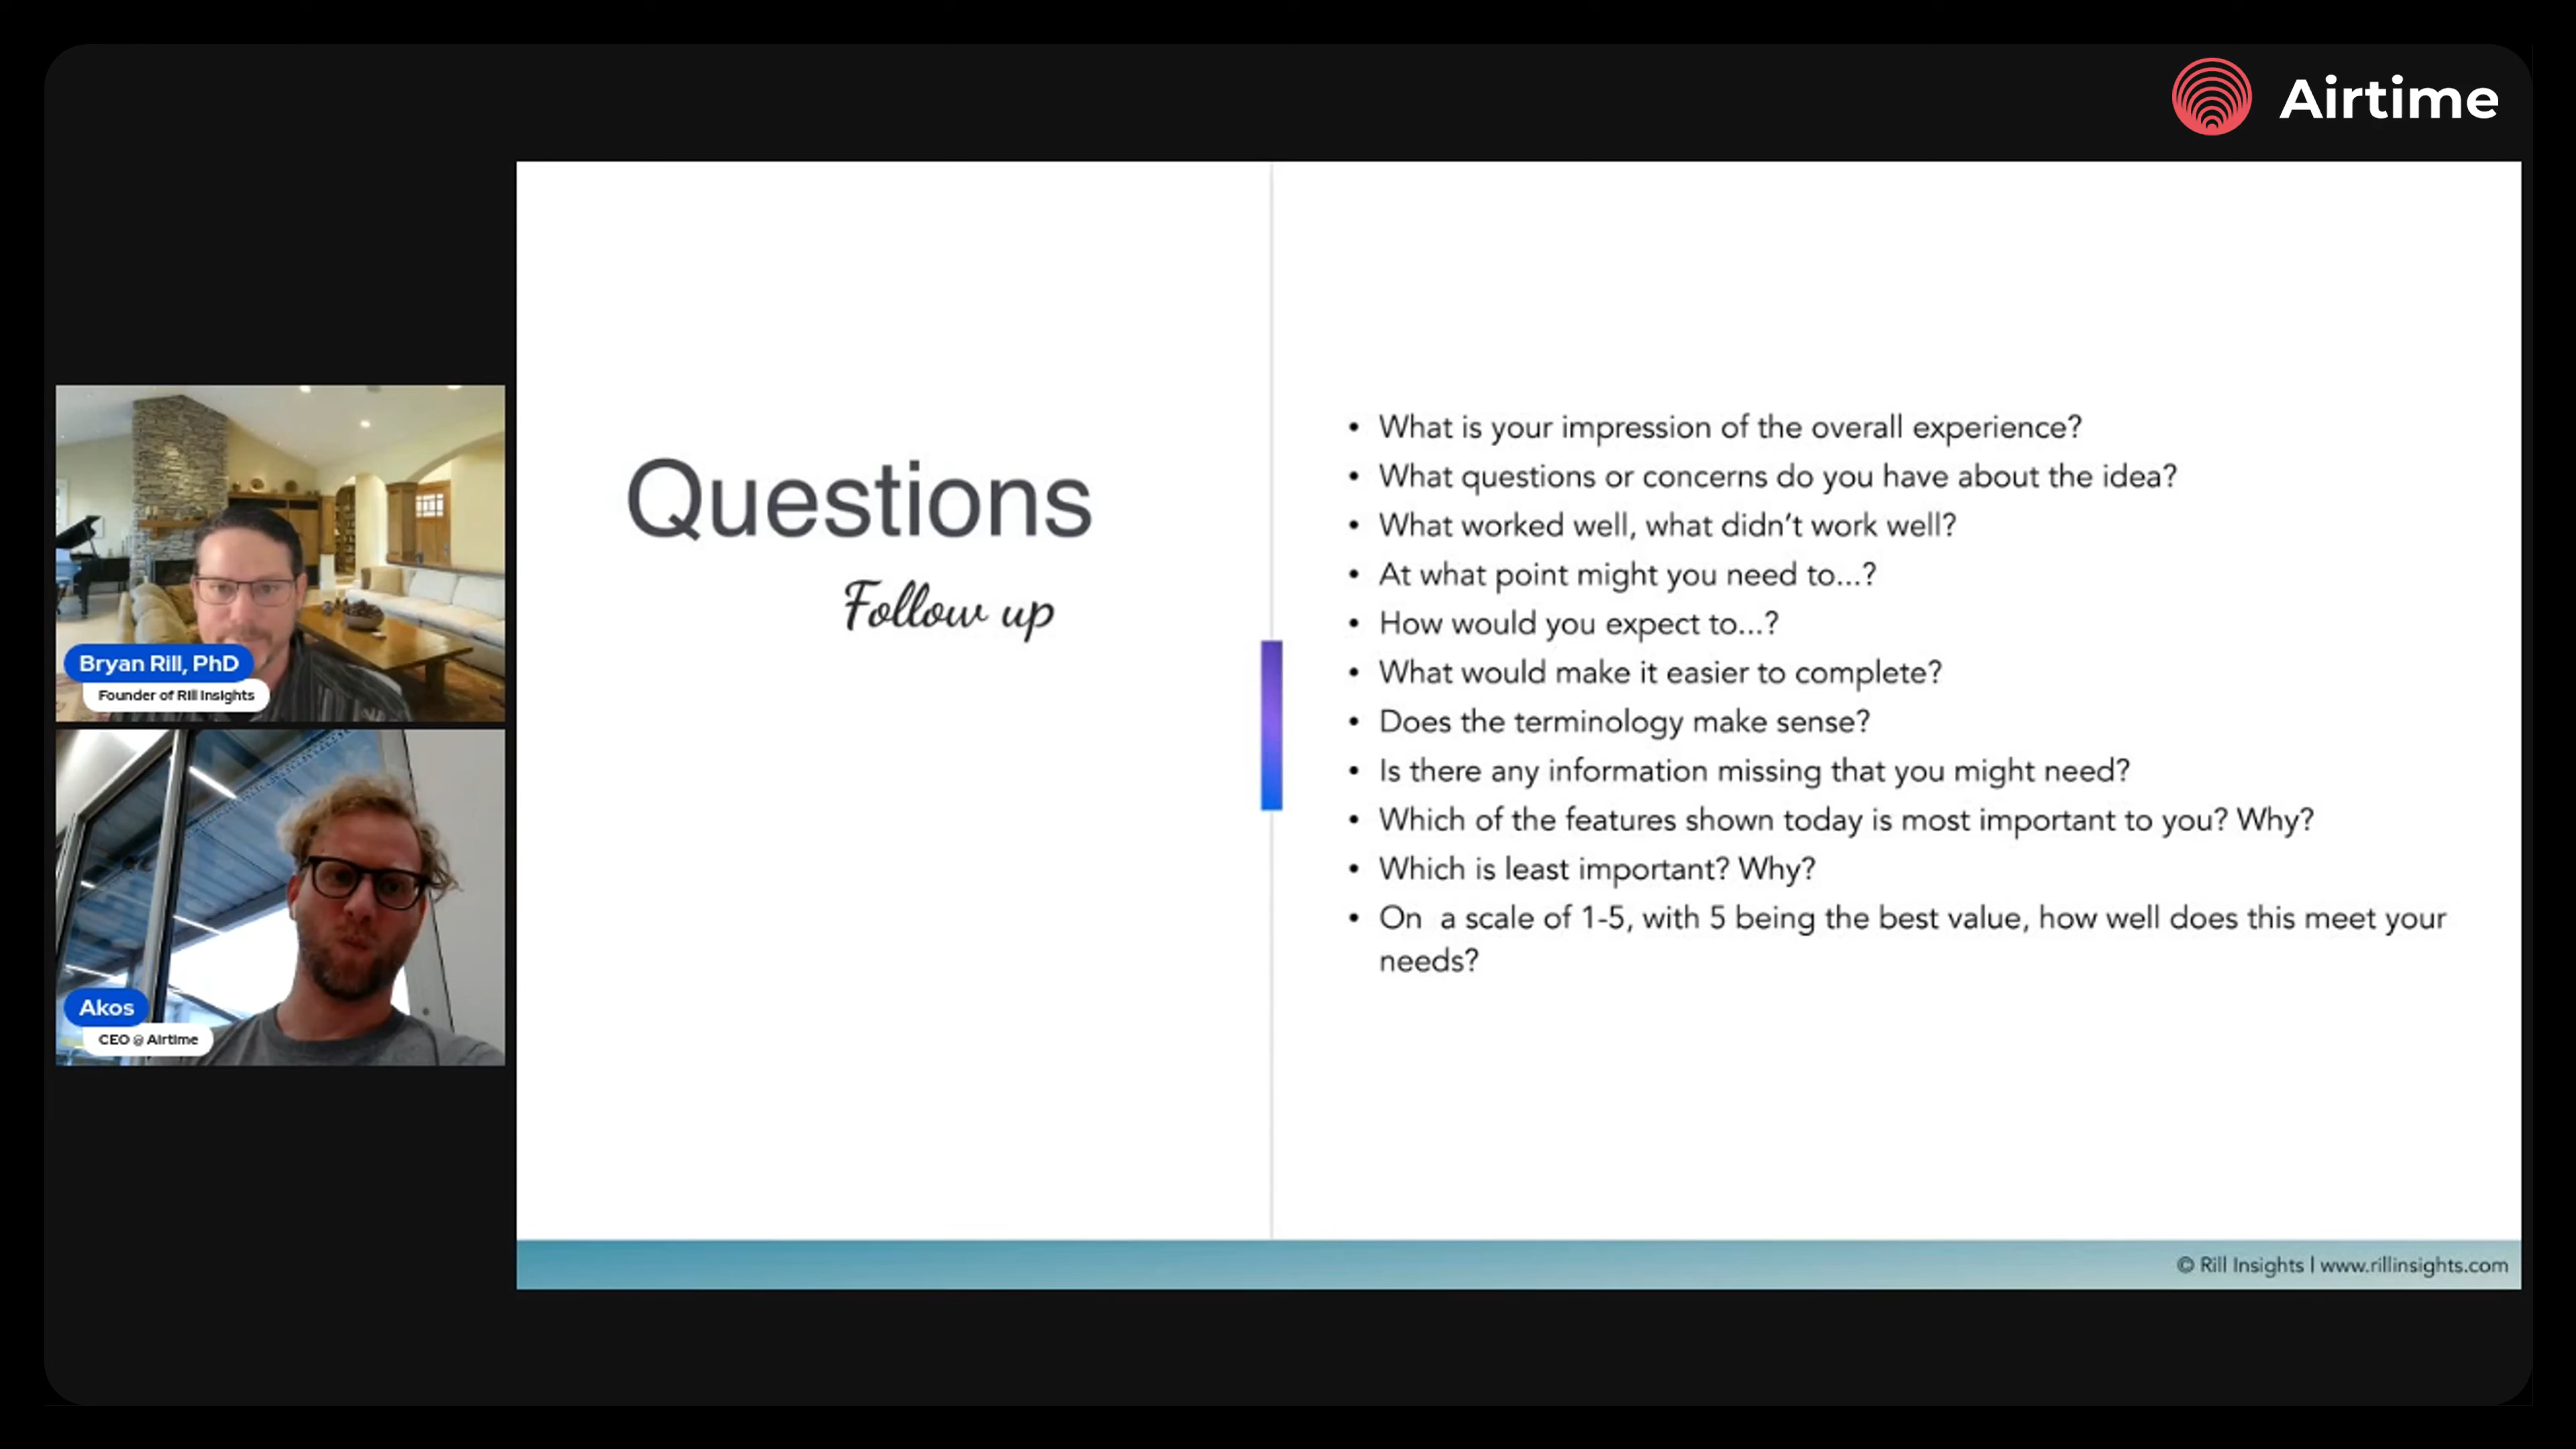 Airtime
Bryan Rill, PhD
Founder of Rill Insights
Akos
CEO @ Airtime
Questions
Follow up
• What is your impression of the overall experience?
• What questions or concerns do you have about the idea?
• What worked well, what didn't work well?
• At what point might you need to...?
• How would you expect to...?
• What would make it easier to complete?
• Does the terminology make sense?
• Is there any information missing that you might need?
• Which of the features shown today is most important to you? Why?
• Which is least important? Why?
• On a scale of 1-5, with 5 being the best value, how well does this meet your
needs?
© Rill Insights | www.rillinsights.com